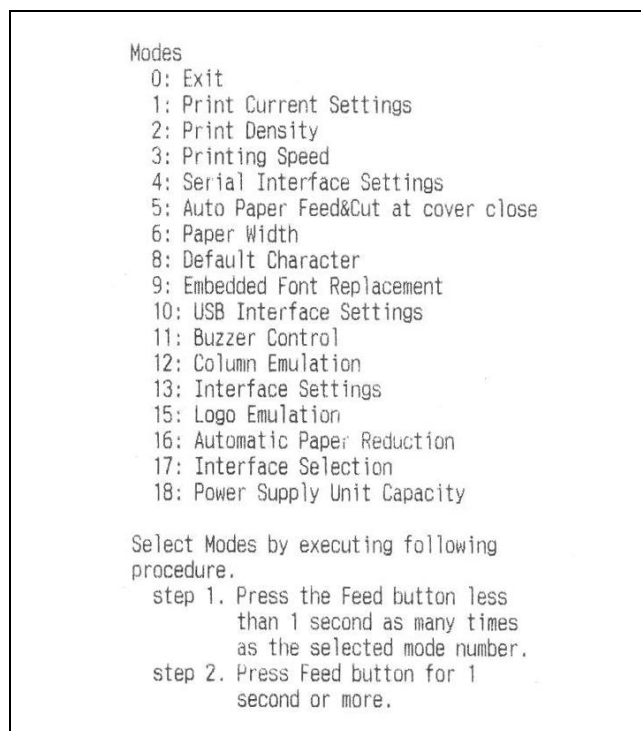 Modes
0: Exit
1: Print Current Settings
2: Print Density
3: Printing Speed
4: Serial Interface Settings
5: Auto Paper Feed&Cut at cover close
6: Paper Width
8: Default Character
9: Embedded Font Replacement
10: USB Interface Settings
11: Buzzer Control
12: Column Emulation
13: Interface Settings
15: Logo Emulation
16: Automatic Paper Reduction
17: Interface Selection
18: Power Supply Unit Capacity
Select Modes by executing following
procedure.
step 1. Press the Feed button less
than 1 second as many times
as the selected mode number.
step 2. Press Feed button for 1
second or more.